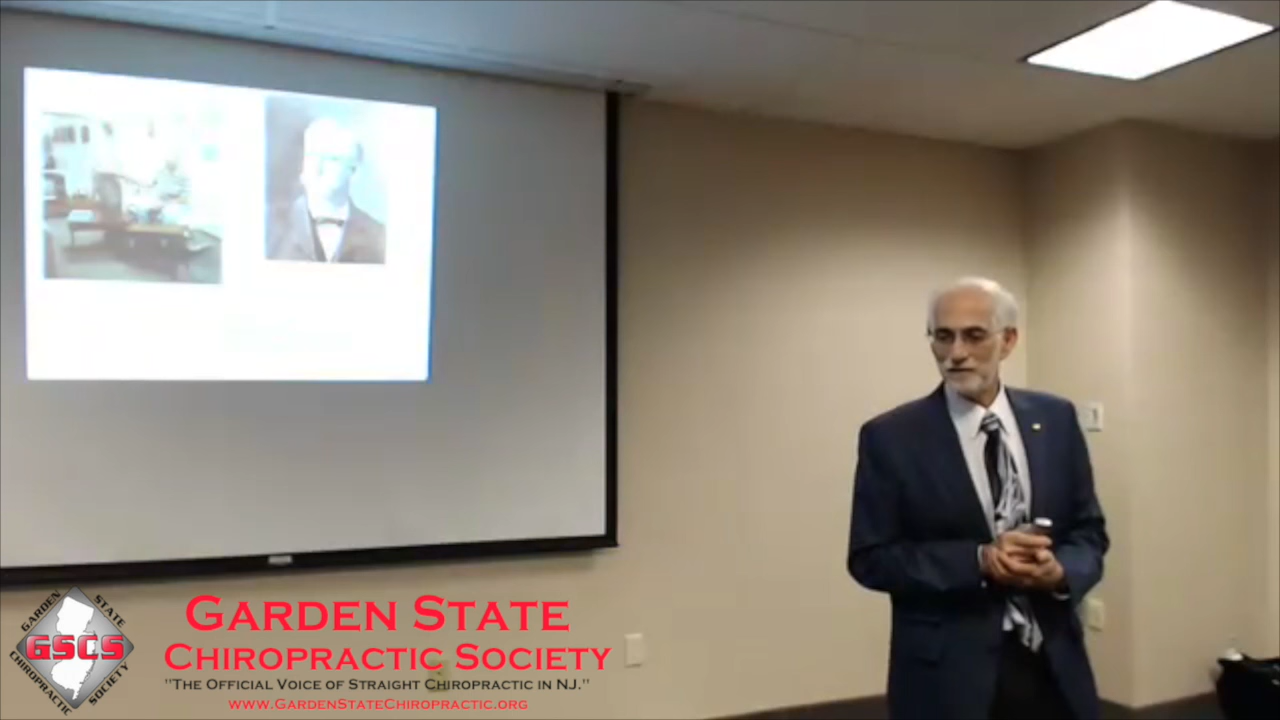 GARDEN STATE
GSCS
CHIROPRACTIC SOCIETY
GARDEN STATE
CHIROPRACTIC SOCIETY
"THE OFFICIAL VOICE OF STRAIGHT CHIROPRACTIC IN NJ."
WWW.GARDENSTATECHIROPRACTIC.ORG